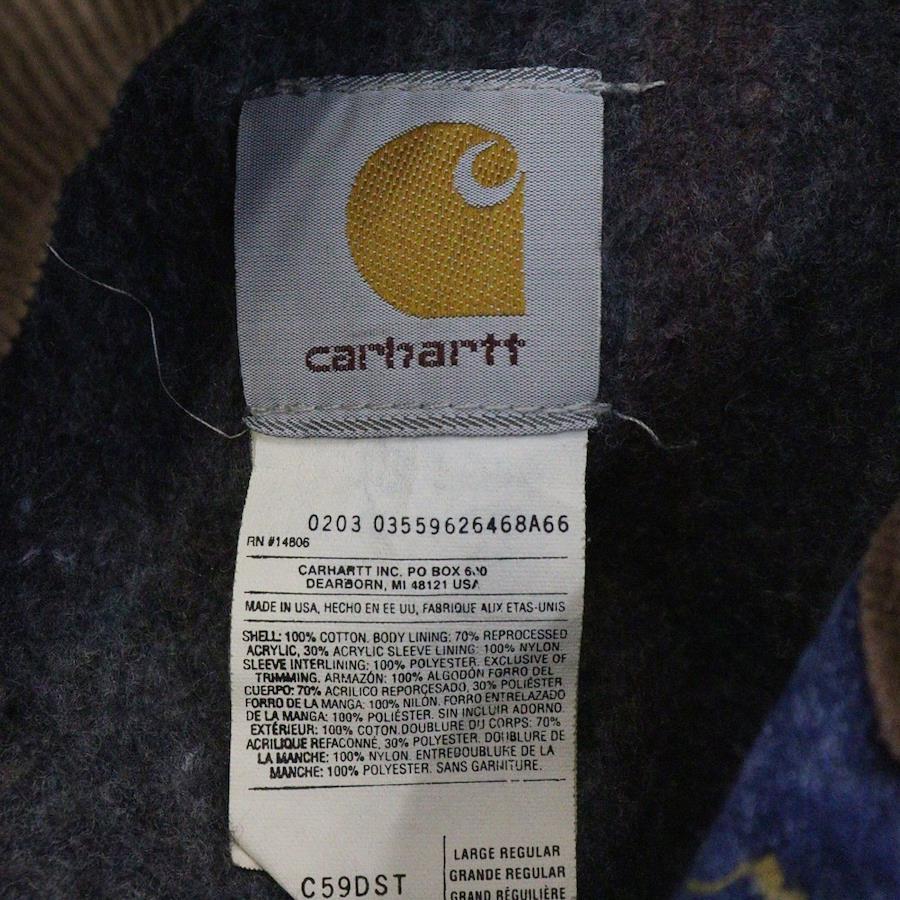 carhartt
0203 03559626468A66
RN #14806
CARHARTT INC. PO BOX
DEARBORN, MI 48121 USA
MADE IN USA, HECHO EN EE UU, FABRIQUE AUX ETAS-UNIS
SHELL: 100% COTTON. BODY LINING: 70% REPROCESSED
ACRYLIC, 30% ACRYLIC SLEEVE LINING: 100% NYLON.
SLEEVE INTERLINING: 100% POLYESTER. EXCLUSIVE OF
TRIMMING. ARMAZÓN: 100% ALGODÓN FORRO DEL
CUERPO: 70% ACRILICO REPORCESADO, 30% POLIÉSTER
FORRO DE LA MANGA: 100% NILÓN. FORRO ENTRELAZADO
DE LA MANGA: 100% POLIÉSTER. SIN INCLUIR ADORNO.
EXTÉRIEUR: 100% COTON. DOUBLURE DU CORPS: 70%
ACRILIQUE REFACONNÉ, 30% POLYESTER. DOUBLURE DE
LA MANCHE: 100% NYLON. ENTREDOUBLURE DE LA
MANCHE: 100% POLYESTER. SANS GARNITURE.
C59DST
LARGE REGULAR
GRANDE REGULAR
GRAND RÉGULIÈRE